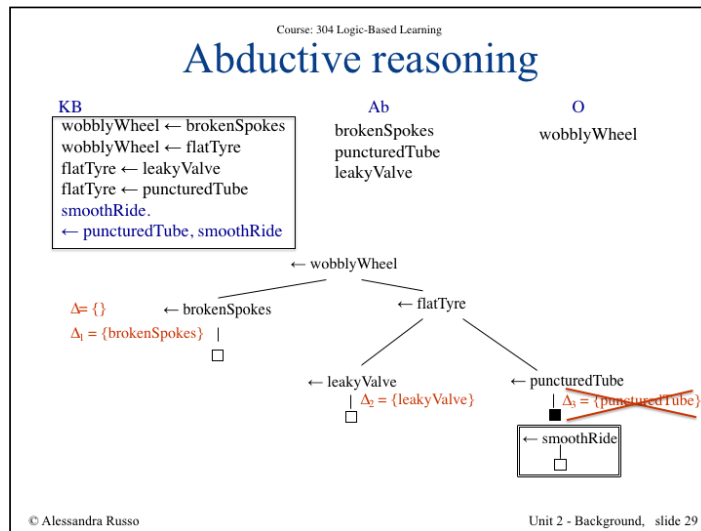 Course: 304 Logic-Based Learning
Abductive reasoning
KB
wobblyWheel ← brokenSpokes
wobblyWheel ← flatTyre
flatTyre ← leakyValve
flatTyre ← puncturedTube
smoothRide.
← puncturedTube, smoothRide
Ab
brokenSpokes
puncturedTube
leakyValve
O
wobblyWheel
← wobblyWheel
Δ= {}
← brokenSpokes
← flatTyre
Δ₁ = {brokenSpokes}
← leakyValve
← puncturedTube
Δ₂ = {leakyValve}
Δ₃ = {puncturedTube}
← smoothRide
© Alessandra Russo
Unit 2 - Background, slide 29